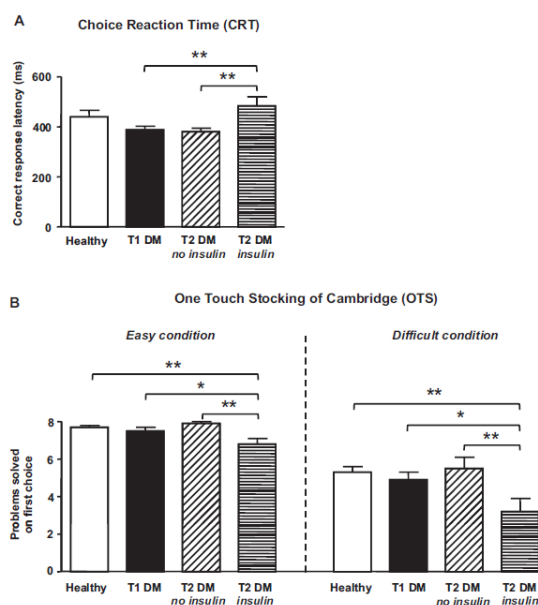 A
Choice Reaction Time (CRT)
**
**
Correct response latency (ms)
600
400
200
0
Healthy
T1 DM
T2 DM
no insulin
T2 DM
insulin
B
One Touch Stocking of Cambridge (OTS)
Easy condition
Difficult condition
**
*
**
**
*
**
Problems solved
on first choice
8
6
4
2
0
Healthy
T1 DM
T2 DM
no insulin
T2 DM
insulin
Healthy
T1 DM
T2 DM
no insulin
T2 DM
insulin